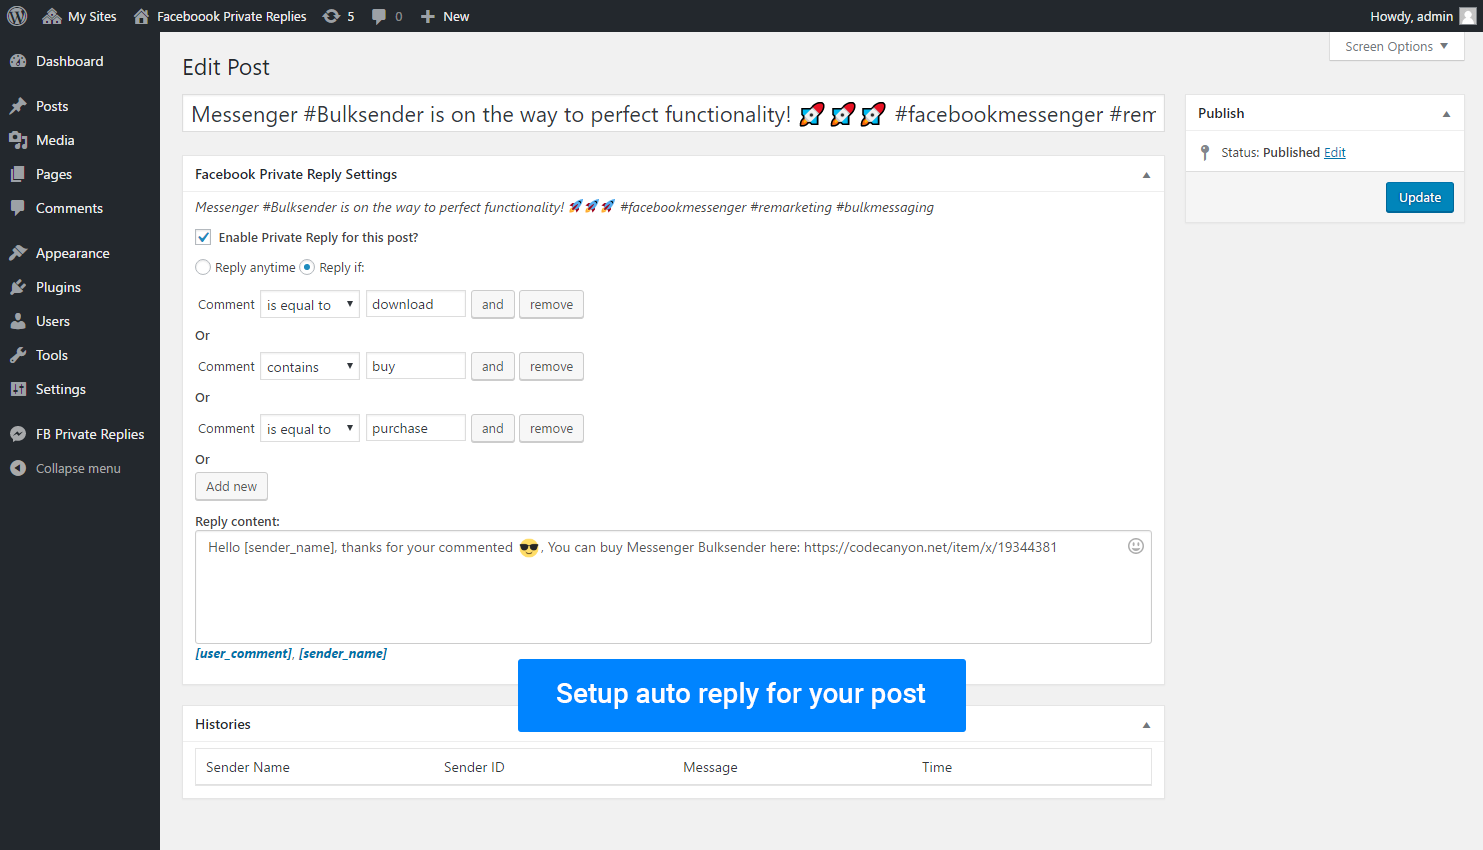 My Sites Faceboook Private Replies 5 0 New Howdy, admin
Screen Options
Dashboard
Posts
Media
Pages
Comments
Appearance
Plugins
Users
Tools
Settings
FB Private Replies
Collapse menu
Edit Post
Messenger #Bulksender is on the way to perfect functionality! 🚀🚀🚀 #facebookmessenger #rem
Facebook Private Reply Settings
Messenger #Bulksender is on the way to perfect functionality! 🚀🚀🚀 #facebookmessenger #remarketing #bulkmessaging
Enable Private Reply for this post?
Reply anytime Reply if:
Comment is equal to download and remove
Or
Comment contains buy and remove
Or
Comment is equal to purchase and remove
Or
Add new
Reply content:
Hello [sender_name], thanks for your commented 😎, You can buy Messenger Bulksender here: https://codecanyon.net/item/x/19344381
[user_comment], [sender_name]
Setup auto reply for your post
Histories
Sender Name Sender ID Message Time
Publish
Status: Published Edit
Update